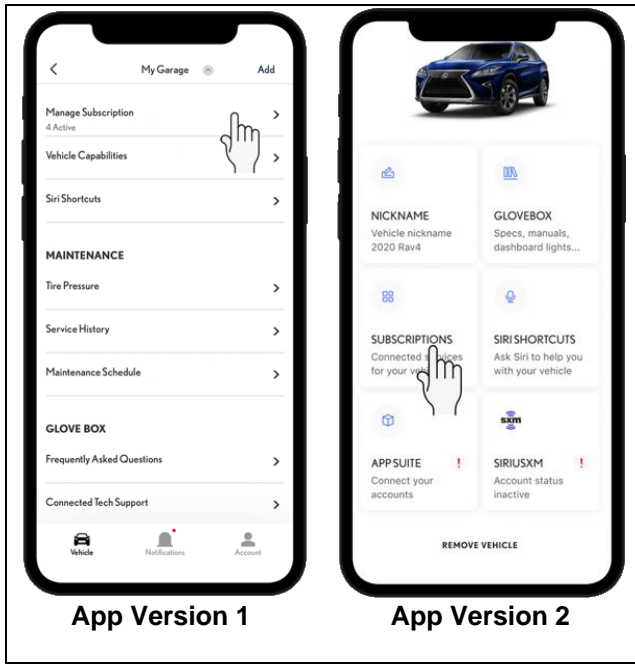 My Garage
Add
Manage Subscription
4 Active
Vehicle Capabilities
Siri Shortcuts
MAINTENANCE
Tire Pressure
Service History
Maintenance Schedule
GLOVE BOX
Frequently Asked Questions
Connected Tech Support
Vehicle
Notifications
Account
App Version 1
NICKNAME
Vehicle nickname
2020 Rav4
GLOVEBOX
Specs, manuals,
dashboard lights...
SUBSCRIPTIONS
Connected
for your
SIRI SHORTCUTS
Ask Siri to help you
with your vehicle
APP SUITE !
Connect your
accounts
sxm
SIRIUSXM !
Account status
inactive
REMOVE VEHICLE
App Version 2